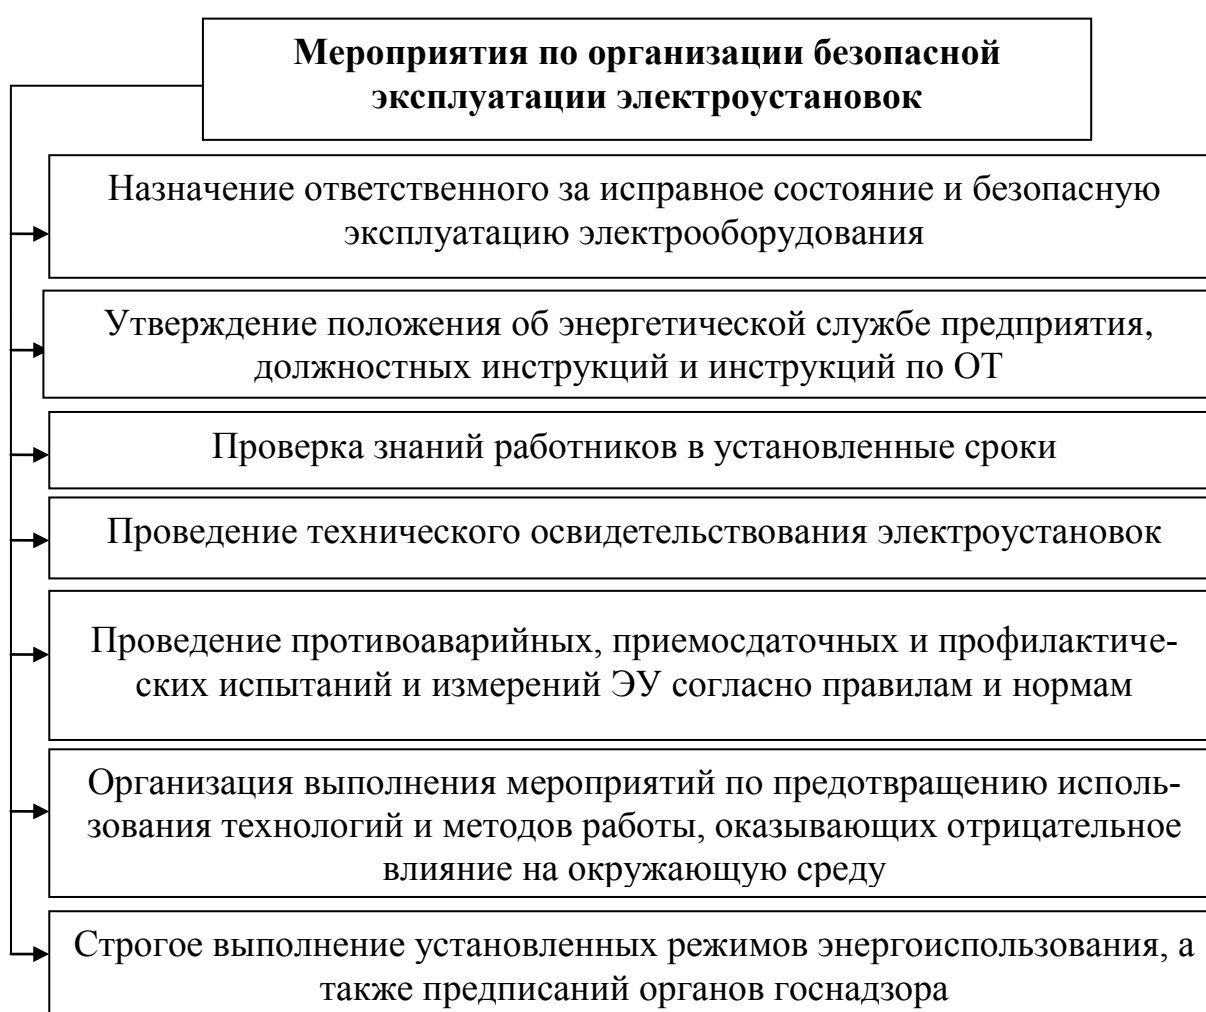 Мероприятия по организации безопасной
эксплуатации электроустановок
Назначение ответственного за исправное состояние и безопасную
эксплуатацию электрооборудования
Утверждение положения об энергетической службе предприятия,
должностных инструкций и инструкций по ОТ
Проверка знаний работников в установленные сроки
Проведение технического освидетельствования электроустановок
Проведение противоаварийных, приемосдаточных и профилактиче-
ских испытаний и измерений ЭУ согласно правилам и нормам
Организация выполнения мероприятий по предотвращению исполь-
зования технологий и методов работы, оказывающих отрицательное
влияние на окружающую среду
Строгое выполнение установленных режимов энергоиспользования, а
также предписаний органов госнадзора